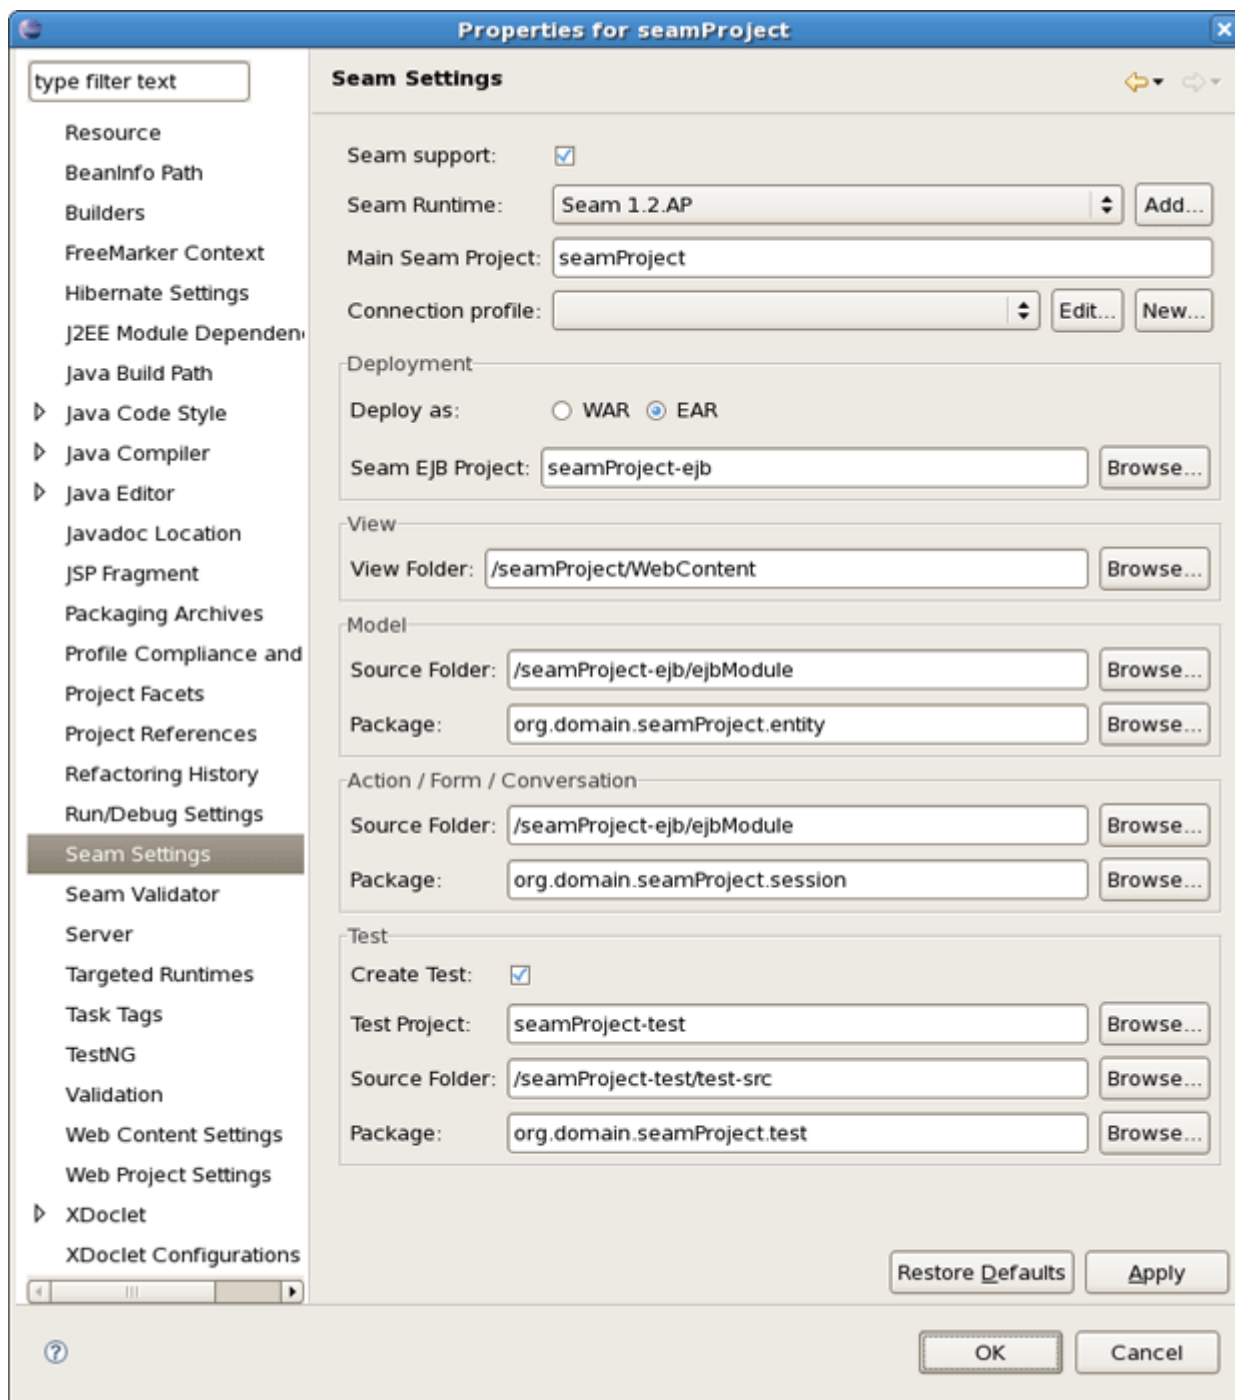 Properties for seamProject
type filter text
Resource
BeanInfo Path
Builders
FreeMarker Context
Hibernate Settings
J2EE Module Dependen
Java Build Path
Java Code Style
Java Compiler
Java Editor
Javadoc Location
JSP Fragment
Packaging Archives
Profile Compliance and
Project Facets
Project References
Refactoring History
Run/Debug Settings
Seam Settings
Seam Validator
Server
Targeted Runtimes
Task Tags
TestNG
Validation
Web Content Settings
Web Project Settings
XDoclet
XDoclet Configurations
Seam Settings
Seam support:
Seam Runtime: Seam 1.2.AP Add...
Main Seam Project: seamProject
Connection profile: Edit... New...
Deployment
Deploy as: WAR EAR
Seam EJB Project: seamProject-ejb Browse...
View
View Folder: /seamProject/WebContent Browse...
Model
Source Folder: /seamProject-ejb/ejbModule Browse...
Package: org.domain.seamProject.entity Browse...
Action / Form / Conversation
Source Folder: /seamProject-ejb/ejbModule Browse...
Package: org.domain.seamProject.session Browse...
Test
Create Test:
Test Project: seamProject-test Browse...
Source Folder: /seamProject-test/test-src Browse...
Package: org.domain.seamProject.test Browse...
Restore Defaults Apply
? OK Cancel